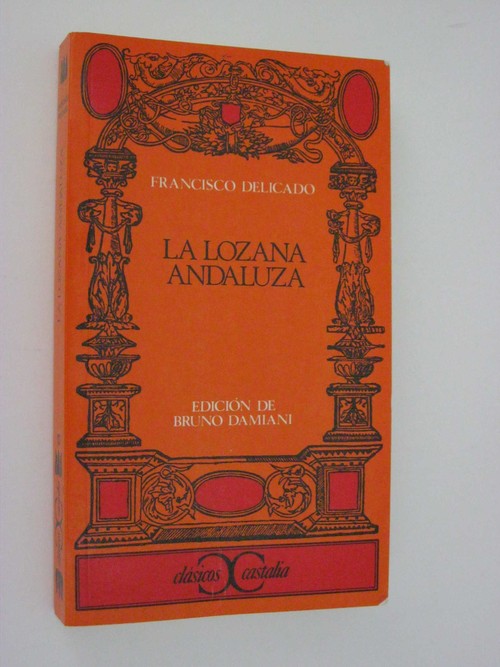 FRANCISCO DELICADO
LA LOZANA
ANDALUZA
EDICIÓN DE
BRUNO DAMIANI
clásicos castalia